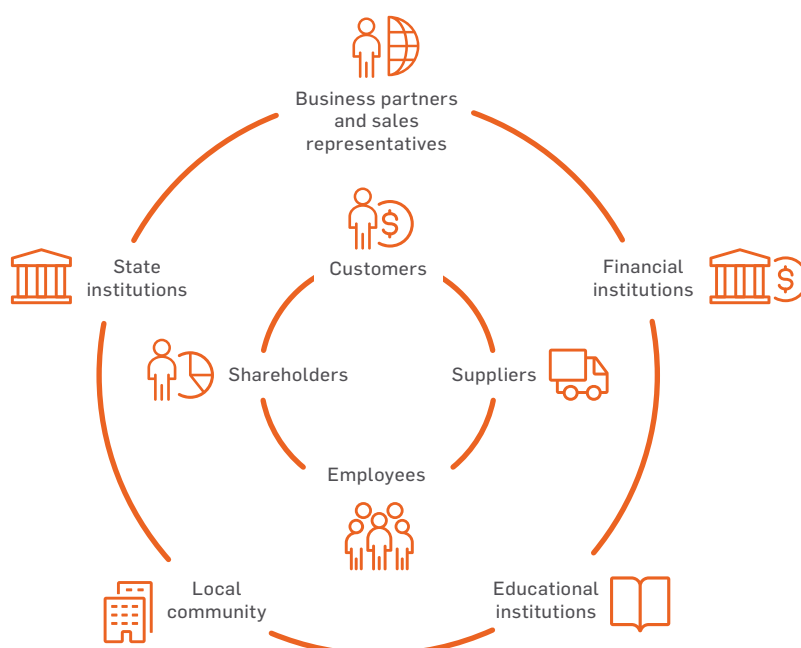 Business partners
and sales
representatives
State
institutions
Customers
Financial
institutions
Shareholders
Suppliers
Employees
Local
community
Educational
institutions